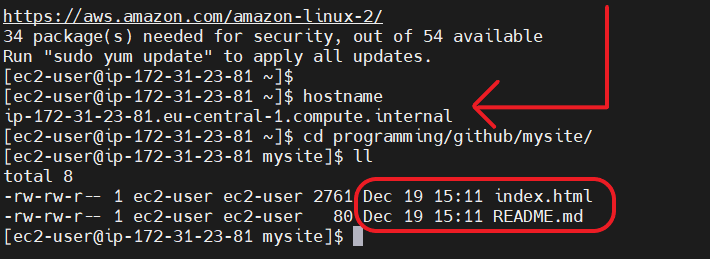 https://aws.amazon.com/amazon-linux-2/
34 package(s) needed for security, out of 54 available
Run "sudo yum update" to apply all updates.
[ec2-user@ip-172-31-23-81 ~]$
[ec2-user@ip-172-31-23-81 ~]$ hostname
ip-172-31-23-81.eu-central-1.compute.internal
[ec2-user@ip-172-31-23-81 ~]$ cd programming/github/mysite/
[ec2-user@ip-172-31-23-81 mysite]$ ll
total 8
-rw-rw-r-- 1 ec2-user ec2-user 2761 Dec 19 15:11 index.html
-rw-rw-r-- 1 ec2-user ec2-user   80 Dec 19 15:11 README.md
[ec2-user@ip-172-31-23-81 mysite]$